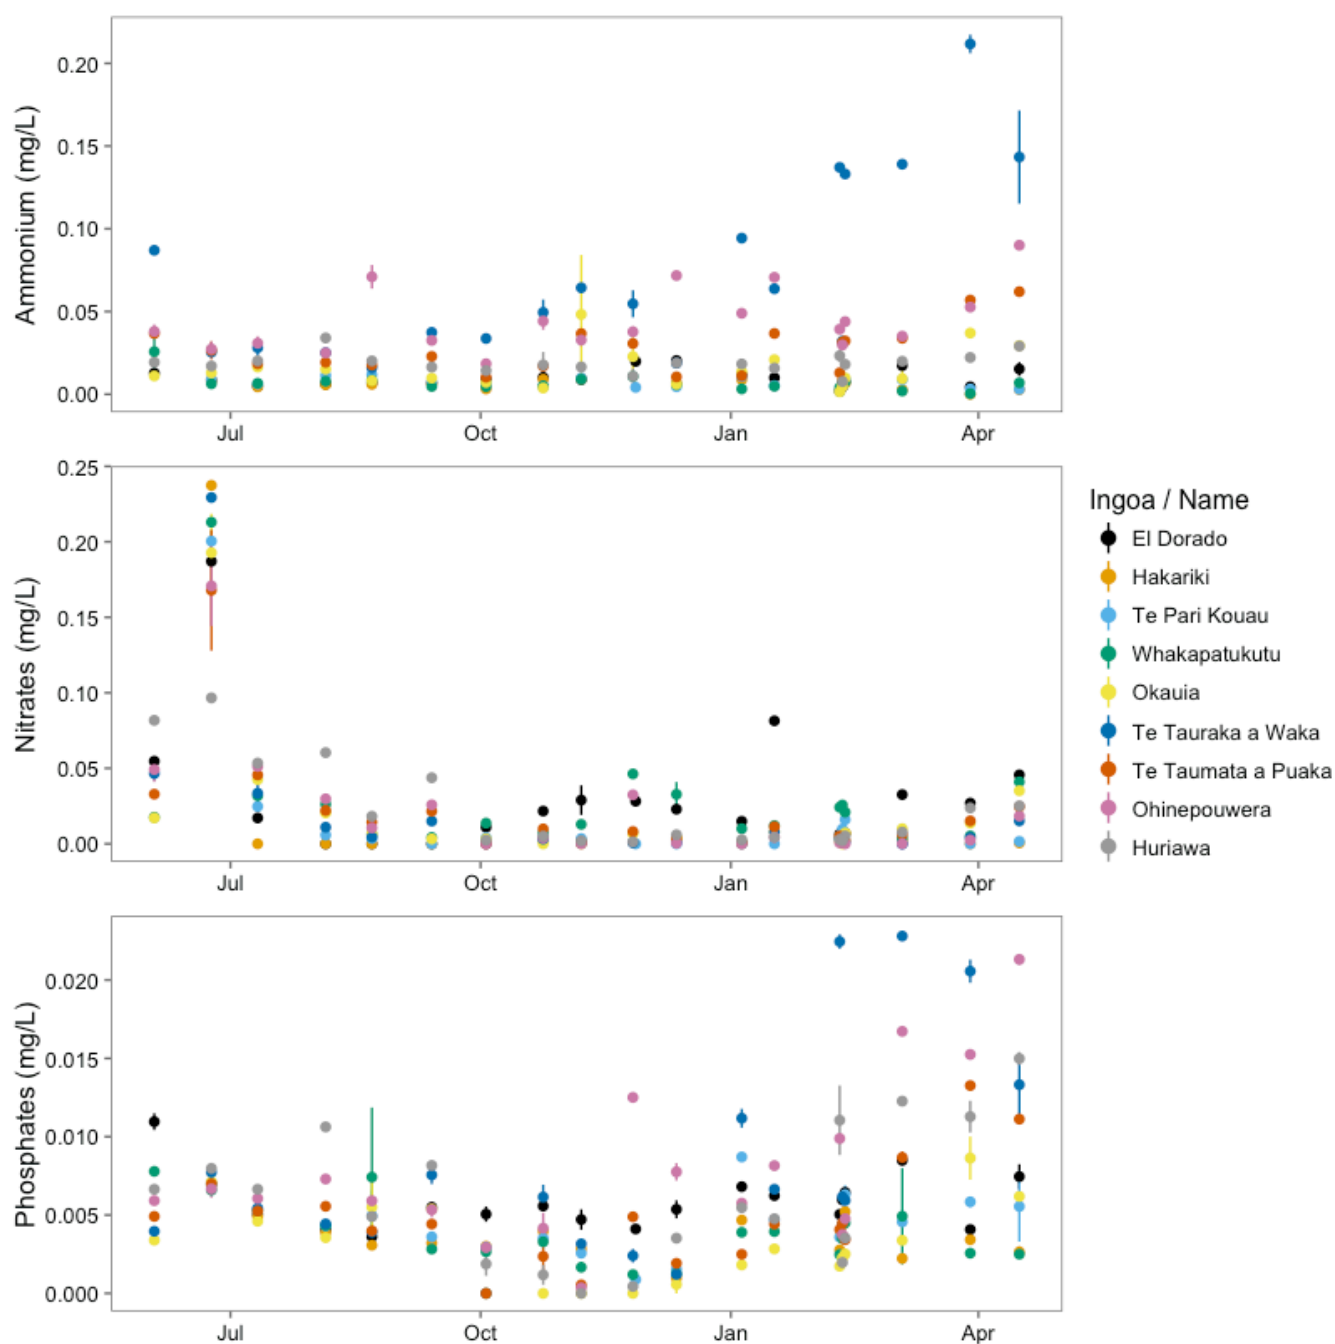 Ammonium (mg/L)
0.20
0.15
0.10
0.05
0.00
Jul Oct Jan Apr
Nitrates (mg/L)
0.25
0.20
0.15
0.10
0.05
0.00
Jul Oct Jan Apr
Phosphates (mg/L)
0.020
0.015
0.010
0.005
0.000
Jul Oct Jan Apr
Ingoa / Name
El Dorado
Hakariki
Te Pari Kouau
Whakapatukutu
Okauia
Te Tauraka a Waka
Te Taumata a Puaka
Ohinepouwera
Huriawa